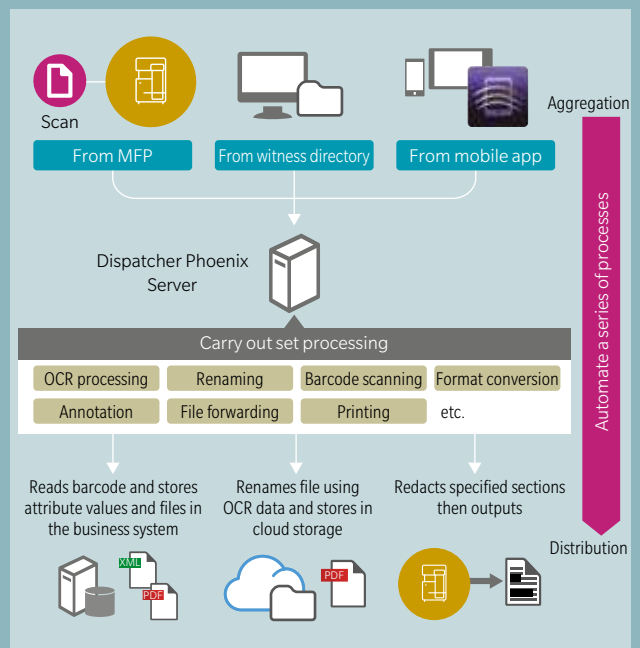 Scan
Aggregation
From MFP
From witness directory
From mobile app
Automate a series of processes
Dispatcher Phoenix
Server
Carry out set processing
OCR processing
Renaming
Barcode scanning
Format conversion
Annotation
File forwarding
Printing
etc.
Reads barcode and stores
attribute values and files in
the business system
Renames file using
OCR data and stores in
cloud storage
Redacts specified sections
then outputs
Distribution
XML
PDF
PDF